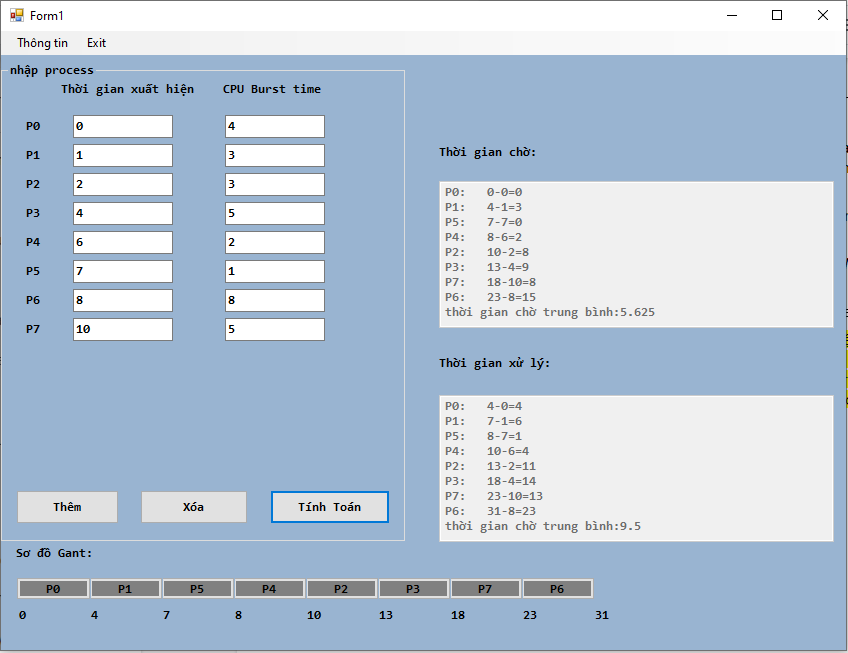 Form1
Thông tin Exit
nhập process
Thời gian xuất hiện CPU Burst time
P0 0 4
P1 1 3
P2 2 3
P3 4 5
P4 6 2
P5 7 1
P6 8 8
P7 10 5
Thêm Xóa Tính Toán
Thời gian chờ:
P0: 0-0=0
P1: 4-1=3
P5: 7-7=0
P4: 8-6=2
P2: 10-2=8
P3: 13-4=9
P7: 18-10=8
P6: 23-8=15
thời gian chờ trung bình:5.625
Thời gian xử lý:
P0: 4-0=4
P1: 7-1=6
P5: 8-7=1
P4: 10-6=4
P2: 13-2=11
P3: 18-4=14
P7: 23-10=13
P6: 31-8=23
thời gian chờ trung bình:9.5
Sơ đồ Gant:
P0 P1 P5 P4 P2 P3 P7 P6
0 4 7 8 10 13 18 23 31